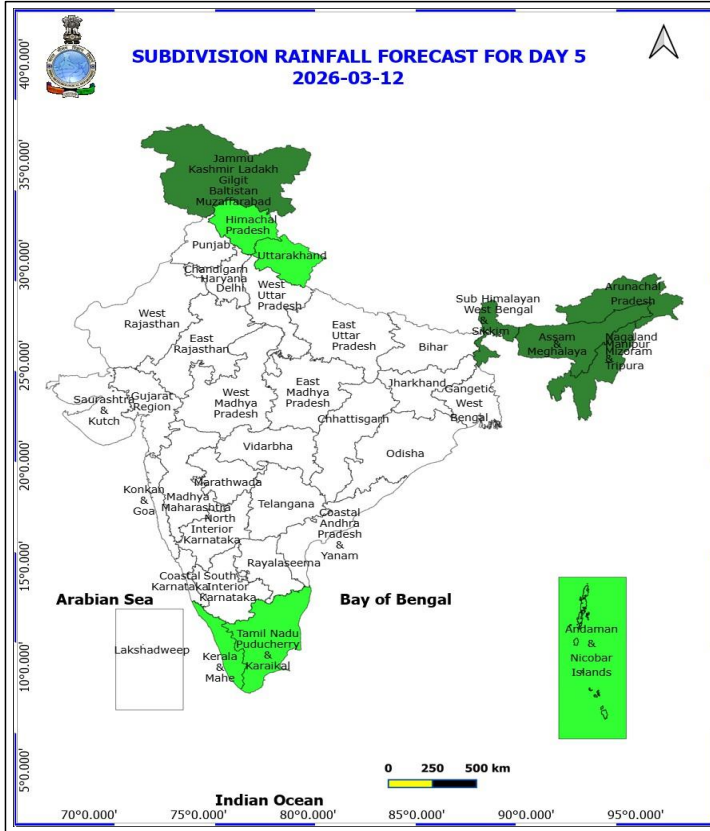 SUBDIVISION RAINFALL FORECAST FOR DAY 5
2026-03-12
40°0.000'
35°0.000'
30°0.000'
25°0.000'
20°0.000'
15°0.000'
10°0.000'
5°0.000'
Jammu
Kashmir Ladakh
Gilgit
Baltistan
Muzaffarabad
Himachal
Pradesh
Punjab
Uttarakhand
Chandigarh
Haryana
Delhi
West
Uttar
Pradesh
West
Rajasthan
East
Rajasthan
East
Uttar
Pradesh
Bihar
Sub Himalayan
West Bengal
&
Sikkim
Arunachal
Pradesh
Assam
&
Meghalaya
Nagaland
Manipur
Mizoram
&
Tripura
Saurashtra
&
Kutch
Gujarat
Region
West
Madhya
Pradesh
East
Madhya
Pradesh
Jharkhand
Gangetic
West
Bengal
Chhattisgarh
Odisha
Vidarbha
Konkan
&
Goa
Madhya
Maharashtra
Marathwada
Telangana
North
Interior
Karnataka
Coastal
Andhra
Pradesh
&
Yanam
Rayalaseema
Coastal
Karnataka
South
Interior
Karnataka
Arabian Sea
Bay of Bengal
Lakshadweep
Kerala
&
Mahe
Tamil Nadu
Puducherry
&
Karaikal
Andaman
&
Nicobar
Islands
0 250 500 km
Indian Ocean
70°0.000' 75°0.000' 80°0.000' 85°0.000' 90°0.000' 95°0.000'